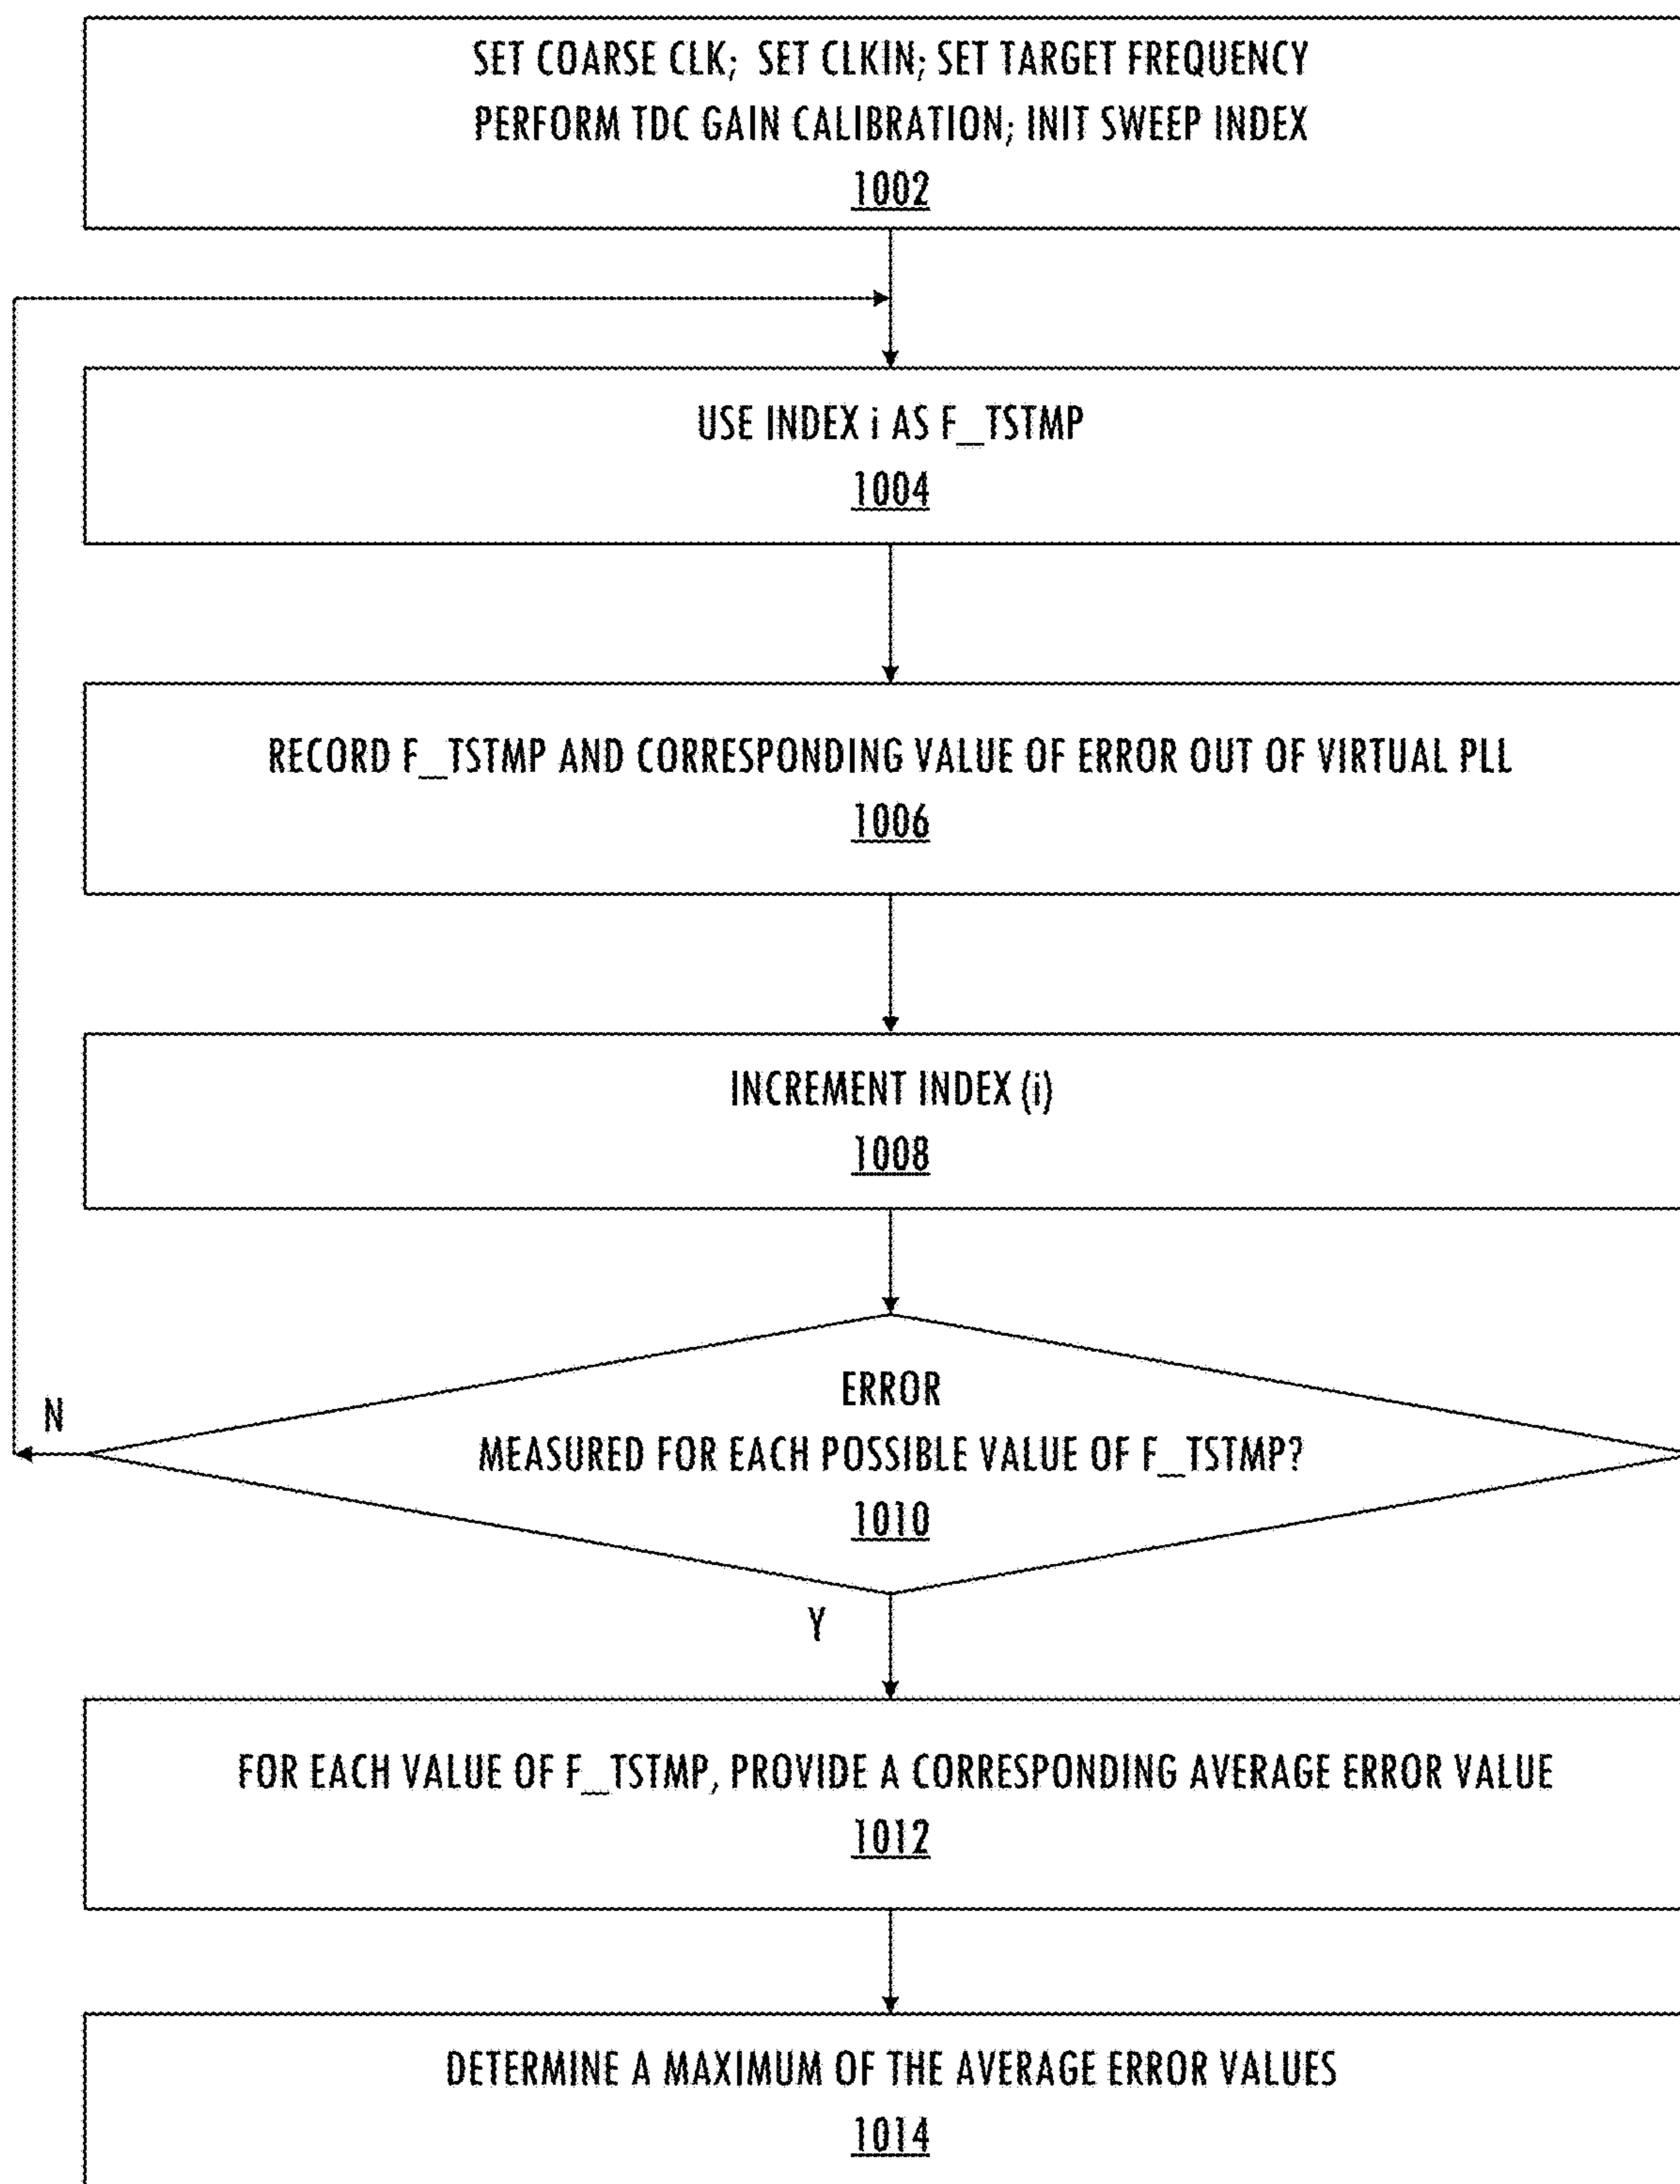 SET COARSE CLK; SET CLKIN; SET TARGET FREQUENCY
PERFORM TDC GAIN CALIBRATION; INIT SWEEP INDEX
1002
USE INDEX i AS F_TSTMP
1004
RECORD F_TSTMP AND CORRESPONDING VALUE OF ERROR OUT OF VIRTUAL PLL
1006
INCREMENT INDEX (i)
1008
ERROR
N
MEASURED FOR EACH POSSIBLE VALUE OF F_TSTMP?
1010
Y
FOR EACH VALUE OF F_TSTMP, PROVIDE A CORRESPONDING AVERAGE ERROR VALUE
1012
DETERMINE A MAXIMUM OF THE AVERAGE ERROR VALUES
1014